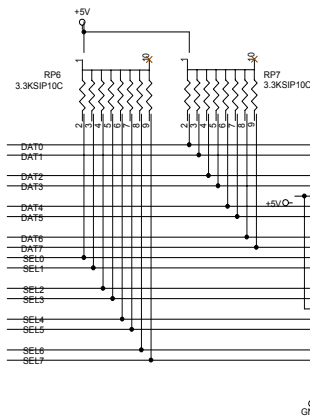 +5V
1
10
1
10
RP6
3.3KSIP10C
RP7
3.3KSIP10C
2 3 4 5 6 7 8 9
2 3 4 5 6 7 8 9
DAT0
DAT1
DAT2
DAT3
+5V
DAT4
DAT5
DAT6
DAT7
SEL0
SEL1
SEL2
SEL3
SEL4
SEL5
SEL6
SEL7